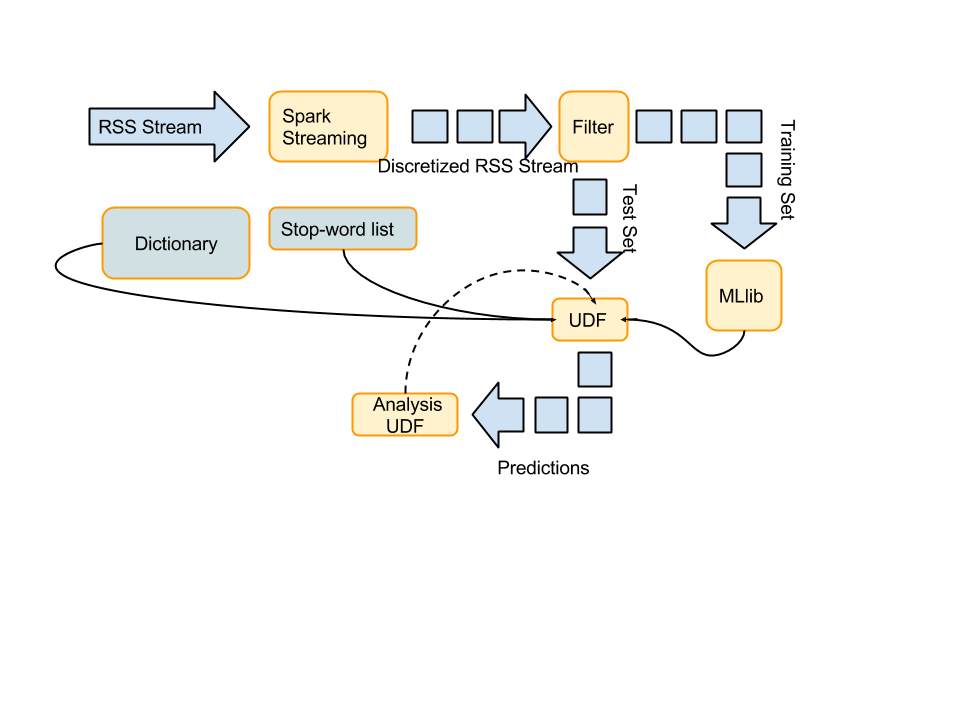 RSS Stream
Spark
Streaming
Discretized RSS Stream
Filter
Training Set
Test Set
Dictionary
Stop-word list
MLlib
UDF
Analysis
UDF
Predictions